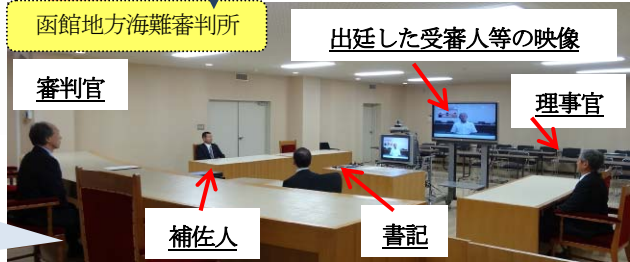 函館地方海難審判所
出廷した受審人等の映像
審判官
理事官
補佐人
書記